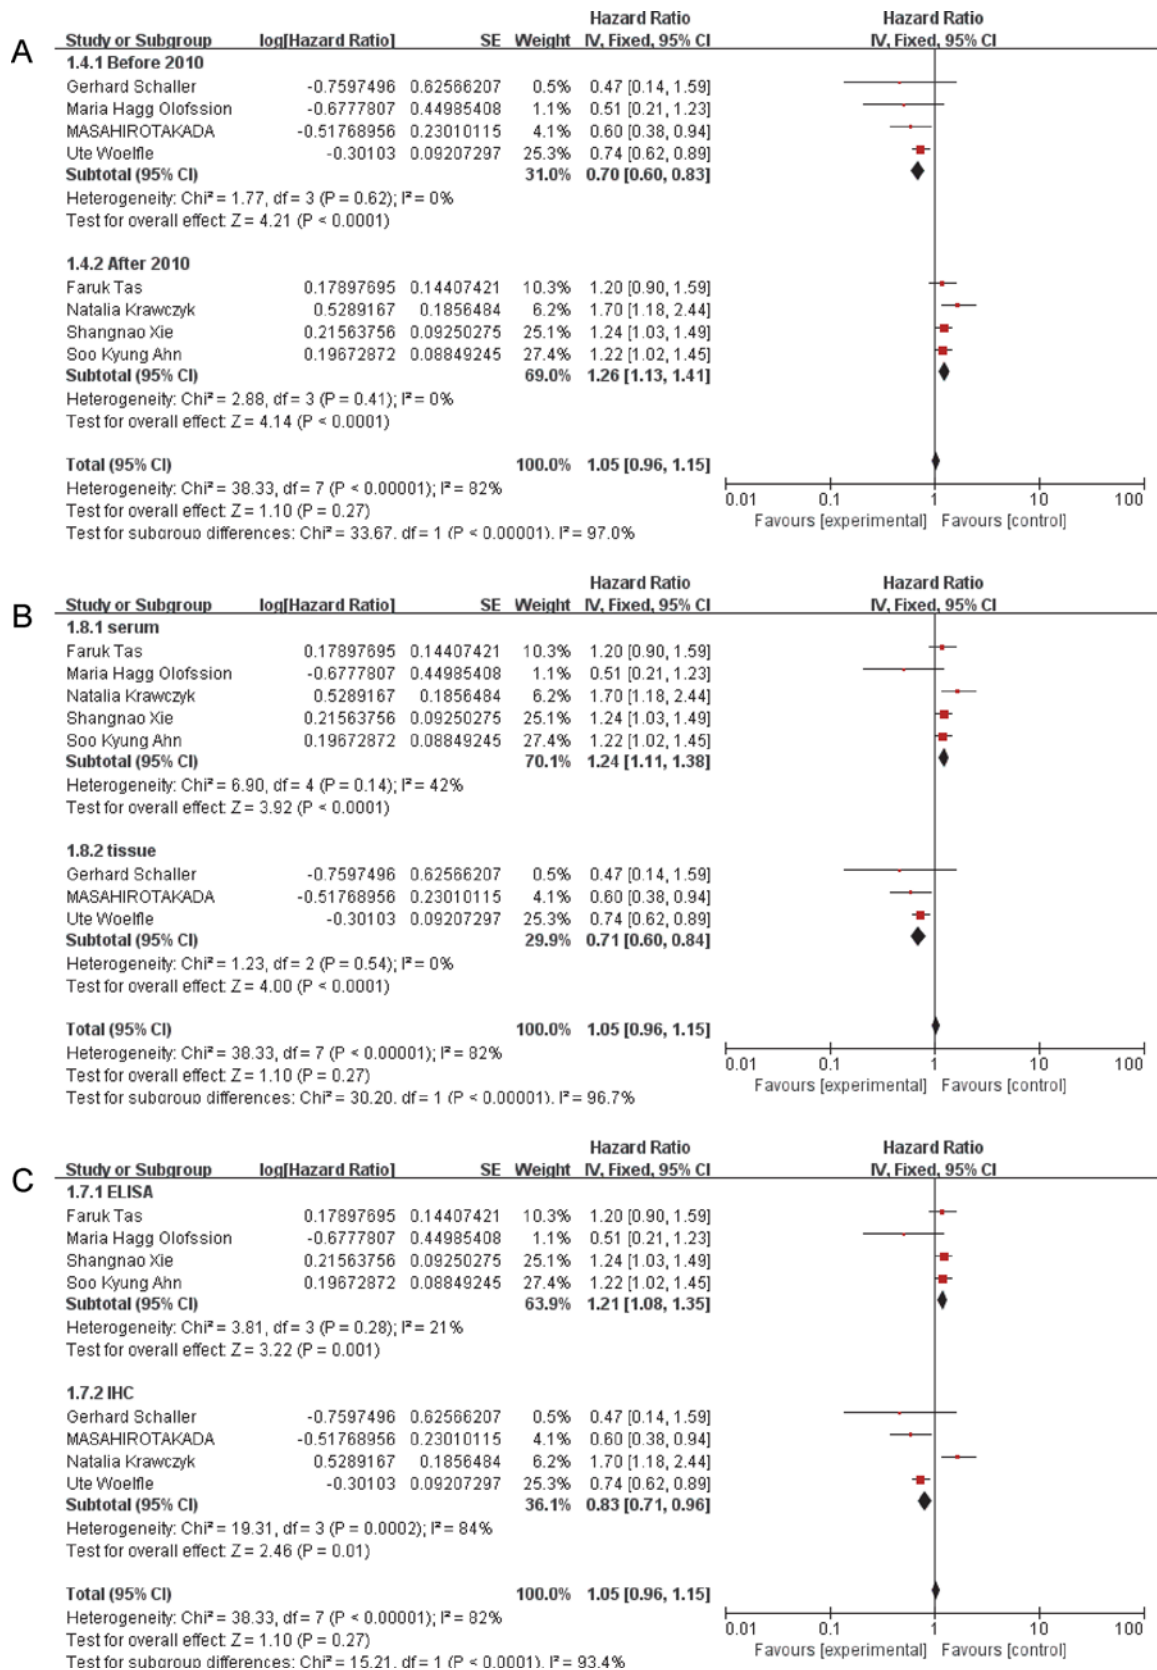 A
Hazard Ratio Hazard Ratio
Study or Subgroup log[Hazard Ratio] SE Weight IV, Fixed, 95% CI IV, Fixed, 95% CI
1.4.1 Before 2010
Gerhard Schaller -0.7597496 0.62566207 0.5% 0.47 [0.14, 1.59]
Maria Hagg Olofssion -0.6777807 0.44985408 1.1% 0.51 [0.21, 1.23]
MASAHIROTAKADA -0.51768956 0.23010115 4.1% 0.60 [0.38, 0.94]
Ute Woelfle -0.30103 0.09207297 25.3% 0.74 [0.62, 0.89]
Subtotal (95% CI) 31.0% 0.70 [0.60, 0.83]
Heterogeneity: Chi² = 1.77, df = 3 (P = 0.62); I² = 0%
Test for overall effect: Z = 4.21 (P < 0.0001)
1.4.2 After 2010
Faruk Tas 0.17897695 0.14407421 10.3% 1.20 [0.90, 1.59]
Natalia Krawczyk 0.5289167 0.1856484 6.2% 1.70 [1.18, 2.44]
Shangnao Xie 0.21563756 0.09250275 25.1% 1.24 [1.03, 1.49]
Soo Kyung Ahn 0.19672872 0.08849245 27.4% 1.22 [1.02, 1.45]
Subtotal (95% CI) 69.0% 1.26 [1.13, 1.41]
Heterogeneity: Chi² = 2.88, df = 3 (P = 0.41); I² = 0%
Test for overall effect: Z = 4.14 (P < 0.0001)
Total (95% CI) 100.0% 1.05 [0.96, 1.15]
Heterogeneity: Chi² = 38.33, df = 7 (P < 0.00001); I² = 82%
Test for overall effect: Z = 1.10 (P = 0.27)
Test for subgroup differences: Chi² = 33.67, df = 1 (P < 0.00001), I² = 97.0%
0.01 0.1 1 10 100
Favours [experimental] Favours [control]
B
Hazard Ratio Hazard Ratio
Study or Subgroup log[Hazard Ratio] SE Weight IV, Fixed, 95% CI IV, Fixed, 95% CI
1.8.1 serum
Faruk Tas 0.17897695 0.14407421 10.3% 1.20 [0.90, 1.59]
Maria Hagg Olofssion -0.6777807 0.44985408 1.1% 0.51 [0.21, 1.23]
Natalia Krawczyk 0.5289167 0.1856484 6.2% 1.70 [1.18, 2.44]
Shangnao Xie 0.21563756 0.09250275 25.1% 1.24 [1.03, 1.49]
Soo Kyung Ahn 0.19672872 0.08849245 27.4% 1.22 [1.02, 1.45]
Subtotal (95% CI) 70.1% 1.24 [1.11, 1.38]
Heterogeneity: Chi² = 6.90, df = 4 (P = 0.14); I² = 42%
Test for overall effect: Z = 3.92 (P < 0.0001)
1.8.2 tissue
Gerhard Schaller -0.7597496 0.62566207 0.5% 0.47 [0.14, 1.59]
MASAHIROTAKADA -0.51768956 0.23010115 4.1% 0.60 [0.38, 0.94]
Ute Woelfle -0.30103 0.09207297 25.3% 0.74 [0.62, 0.89]
Subtotal (95% CI) 29.9% 0.71 [0.60, 0.84]
Heterogeneity: Chi² = 1.23, df = 2 (P = 0.54); I² = 0%
Test for overall effect: Z = 4.00 (P < 0.0001)
Total (95% CI) 100.0% 1.05 [0.96, 1.15]
Heterogeneity: Chi² = 38.33, df = 7 (P < 0.00001); I² = 82%
Test for overall effect: Z = 1.10 (P = 0.27)
Test for subgroup differences: Chi² = 30.20, df = 1 (P < 0.00001), I² = 96.7%
0.01 0.1 1 10 100
Favours [experimental] Favours [control]
C
Hazard Ratio Hazard Ratio
Study or Subgroup log[Hazard Ratio] SE Weight IV, Fixed, 95% CI IV, Fixed, 95% CI
1.7.1 ELISA
Faruk Tas 0.17897695 0.14407421 10.3% 1.20 [0.90, 1.59]
Maria Hagg Olofssion -0.6777807 0.44985408 1.1% 0.51 [0.21, 1.23]
Shangnao Xie 0.21563756 0.09250275 25.1% 1.24 [1.03, 1.49]
Soo Kyung Ahn 0.19672872 0.08849245 27.4% 1.22 [1.02, 1.45]
Subtotal (95% CI) 63.9% 1.21 [1.08, 1.35]
Heterogeneity: Chi² = 3.81, df = 3 (P = 0.28); I² = 21%
Test for overall effect: Z = 3.22 (P = 0.001)
1.7.2 IHC
Gerhard Schaller -0.7597496 0.62566207 0.5% 0.47 [0.14, 1.59]
MASAHIROTAKADA -0.51768956 0.23010115 4.1% 0.60 [0.38, 0.94]
Natalia Krawczyk 0.5289167 0.1856484 6.2% 1.70 [1.18, 2.44]
Ute Woelfle -0.30103 0.09207297 25.3% 0.74 [0.62, 0.89]
Subtotal (95% CI) 36.1% 0.83 [0.71, 0.96]
Heterogeneity: Chi² = 19.31, df = 3 (P = 0.0002); I² = 84%
Test for overall effect: Z = 2.46 (P = 0.01)
Total (95% CI) 100.0% 1.05 [0.96, 1.15]
Heterogeneity: Chi² = 38.33, df = 7 (P < 0.00001); I² = 82%
Test for overall effect: Z = 1.10 (P = 0.27)
Test for subgroup differences: Chi² = 15.21, df = 1 (P < 0.0001), I² = 93.4%
0.01 0.1 1 10 100
Favours [experimental] Favours [control]